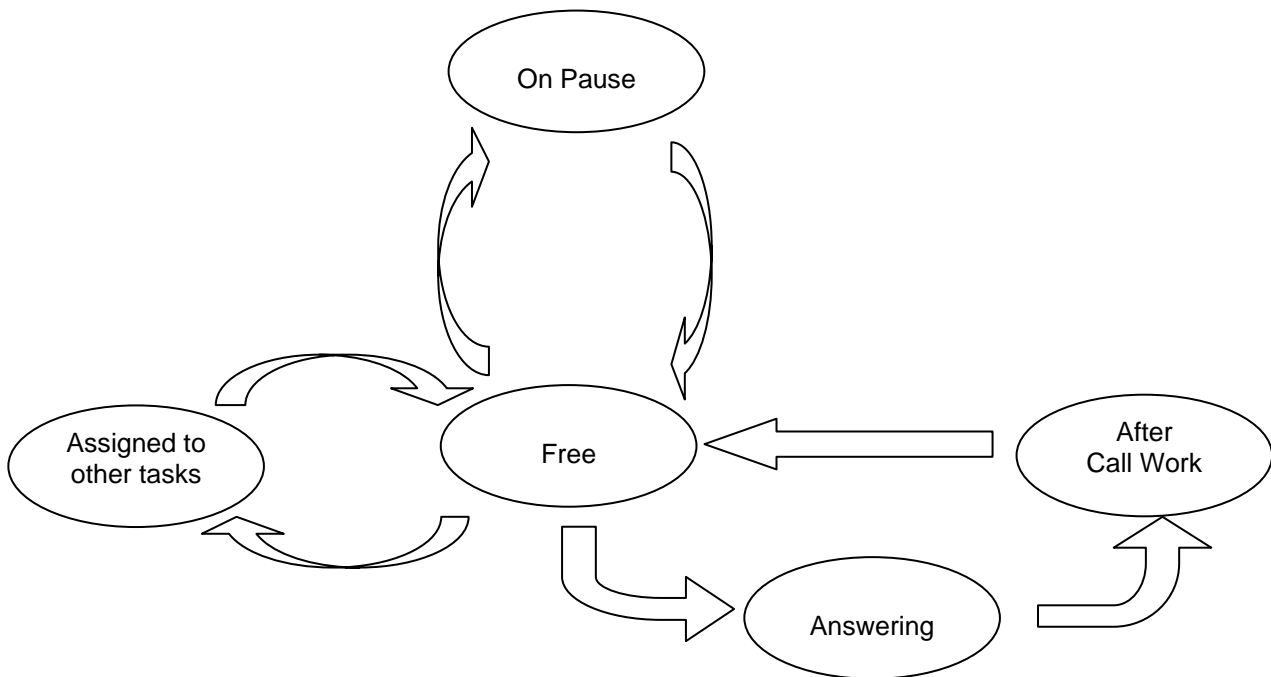 On Pause
Assigned to
other tasks
Free
After
Call Work
Answering